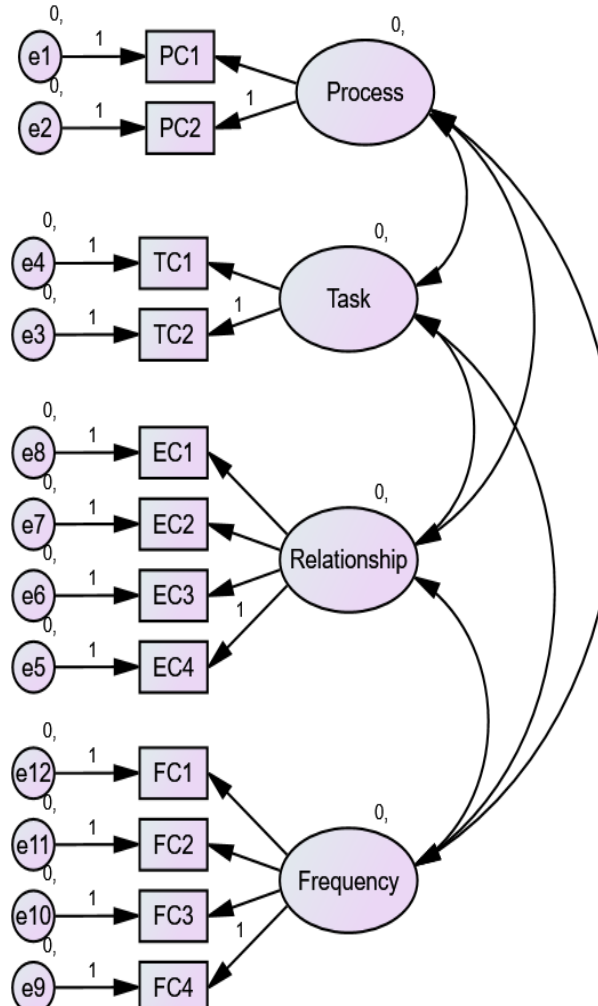 0,
0,
e1
1
PC1
Process
0,
e2
1
PC2
1
0,
0,
e4
1
TC1
Task
0,
e3
1
TC2
1
0,
e8
1
EC1
0,
0,
e7
1
EC2
Relationship
0,
e6
1
EC3
1
0,
e5
1
EC4
0,
e12
1
FC1
0,
0,
e11
1
FC2
Frequency
0,
e10
1
FC3
1
0,
e9
1
FC4